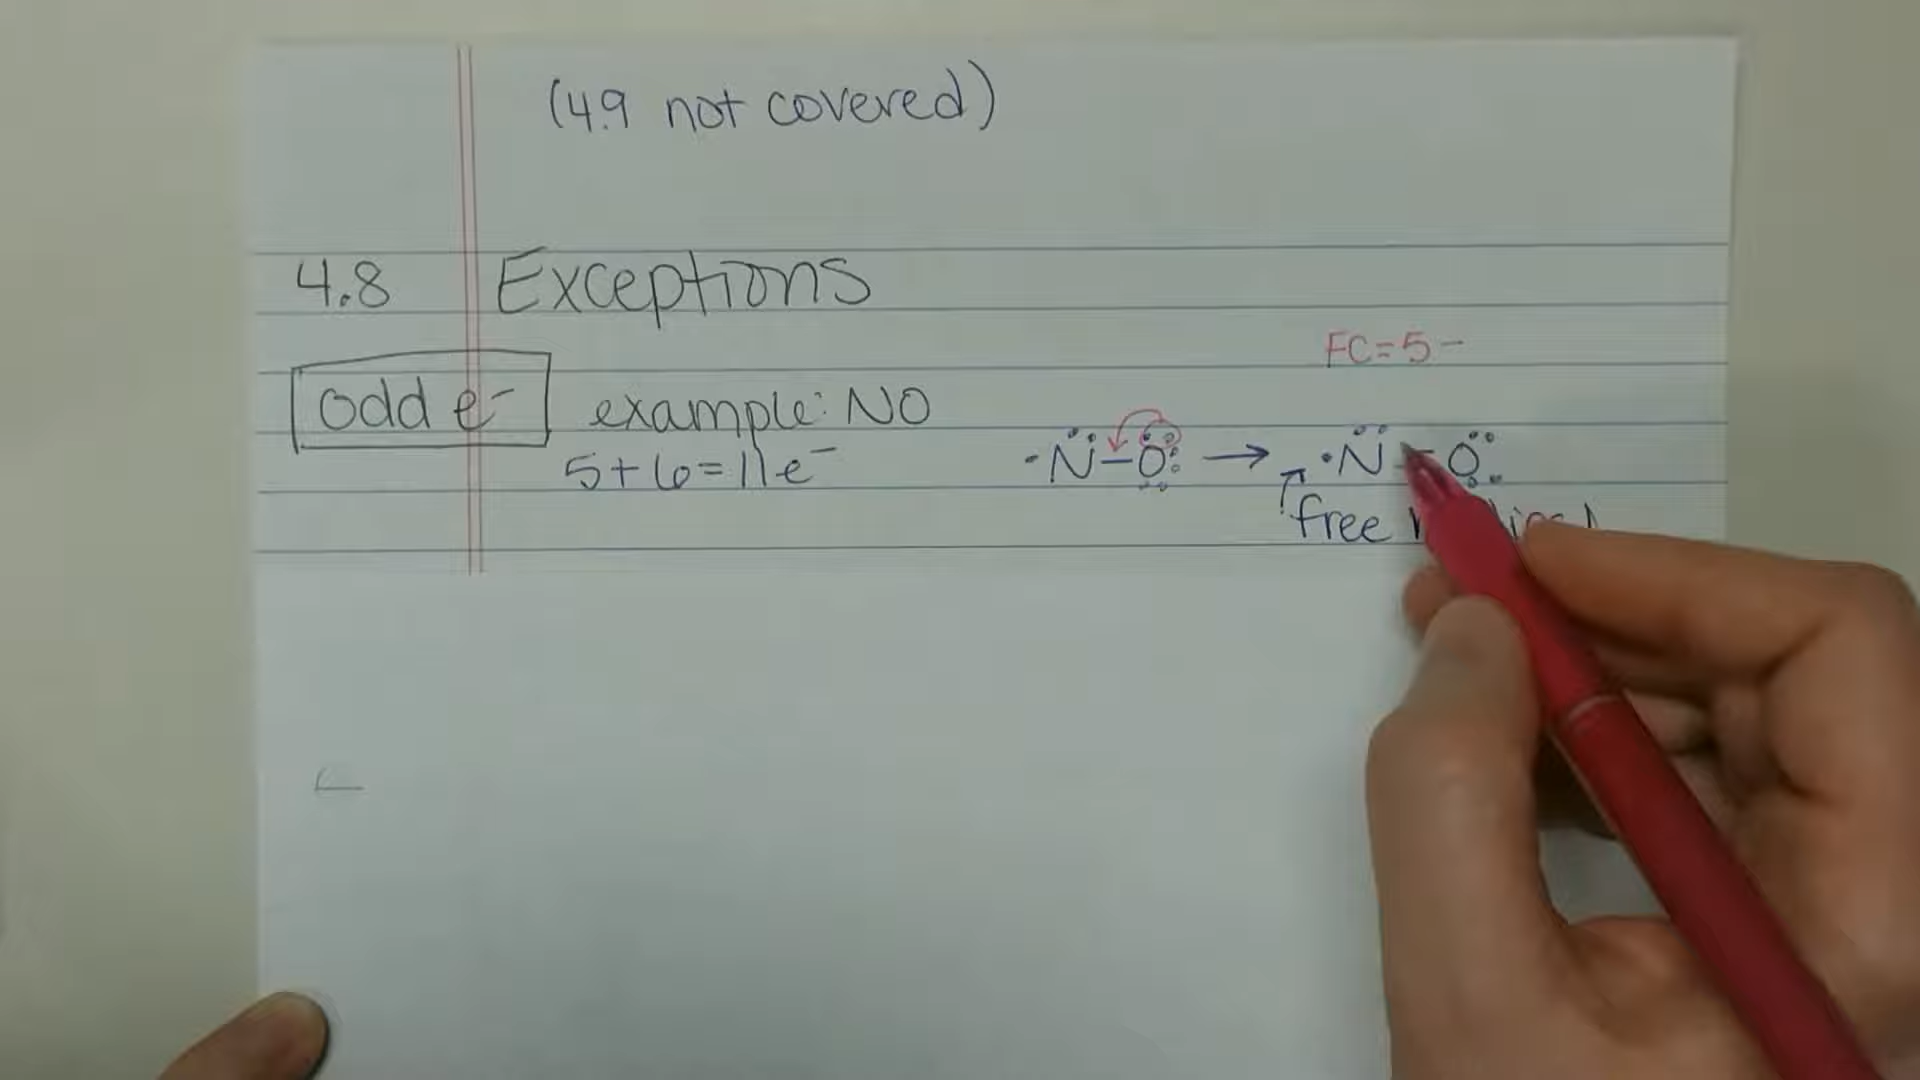 (4.9 not covered)
4.8 Exceptions
FC=5-
odd e⁻ example: NO
5+6=11e⁻
·N̈-Ö: → ·N̈ Ö
free